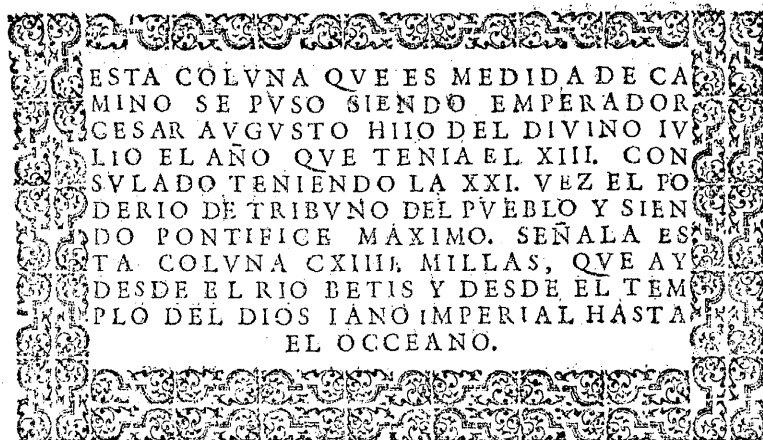 ESTA COLVNA QVE ES MEDIDA DE CA
MINO SE PVSO SIENDO EMPERADOR
CESAR AVGVSTO HIIO DEL DIVINO IV
LIO EL AÑO QVE TENIA EL XIII. CON
SVLADO TENIENDO LA XXI. VEZ EL PO
DERIO DE TRIBVNO DEL PVEBLO Y SIEN
DO PONTIFICE MAXIMO. SEÑALA ES
TA COLVNA CXIIII. MILLAS, QVE AY
DESDE EL RIO BETIS Y DESDE EL TEM
PLO DEL DIOS IANO IMPERIAL HASTA
EL OCCEANO.